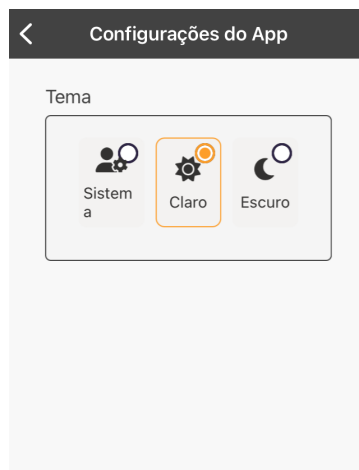 Configurações do App
Tema
Sistem
a
Claro
Escuro